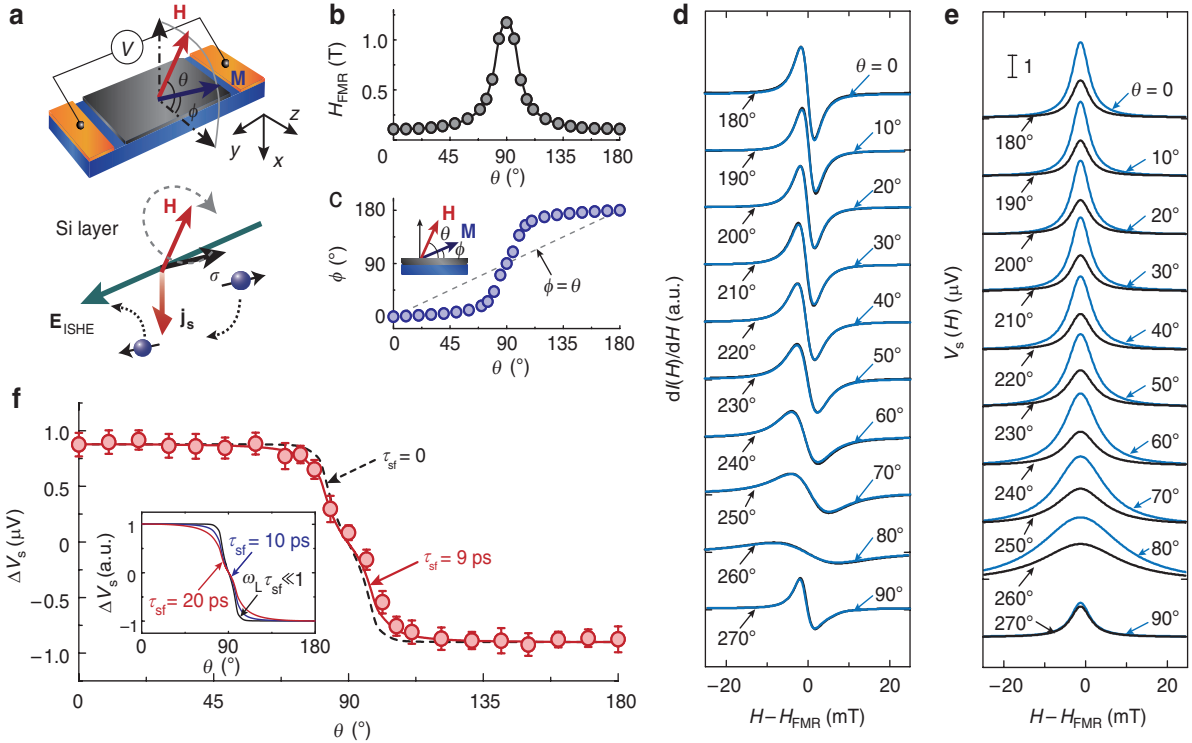 a
H
V
θ
M
ϕ
z
y
x
Si layer
H
σ
E_ISHE
j_s
b
H_FMR (T)
1.0
0.5
0 45 90 135 180
θ (°)
c
H
θ
M
ϕ
ϕ = θ
ϕ (°)
180
90
0
0 45 90 135 180
θ (°)
d
dI(H)/dH (a.u.)
θ = 0
180°
10°
190°
20°
200°
30°
210°
40°
220°
50°
230°
60°
240°
70°
250°
80°
260°
90°
270°
−20 0 20
H − H_FMR (mT)
e
1
V_s (H) (μV)
θ = 0
180°
10°
190°
20°
200°
30°
210°
40°
220°
50°
230°
60°
240°
70°
250°
80°
260°
270°
90°
−20 0 20
H − H_FMR (mT)
f
ΔV_s (μV)
1.0
0.5
0
−0.5
−1.0
τ_sf = 0
τ_sf = 9 ps
ΔV_s (a.u.)
1
0
−1
τ_sf = 10 ps
ω_L τ_sf ≪ 1
τ_sf = 20 ps
0 90 180
θ (°)
0 45 90 135 180
θ (°)